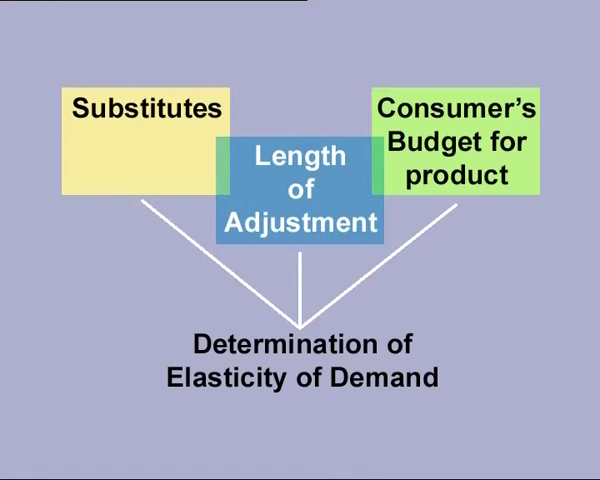 Substitutes
Length
of
Adjustment
Consumer's
Budget for
product
Determination of
Elasticity of Demand